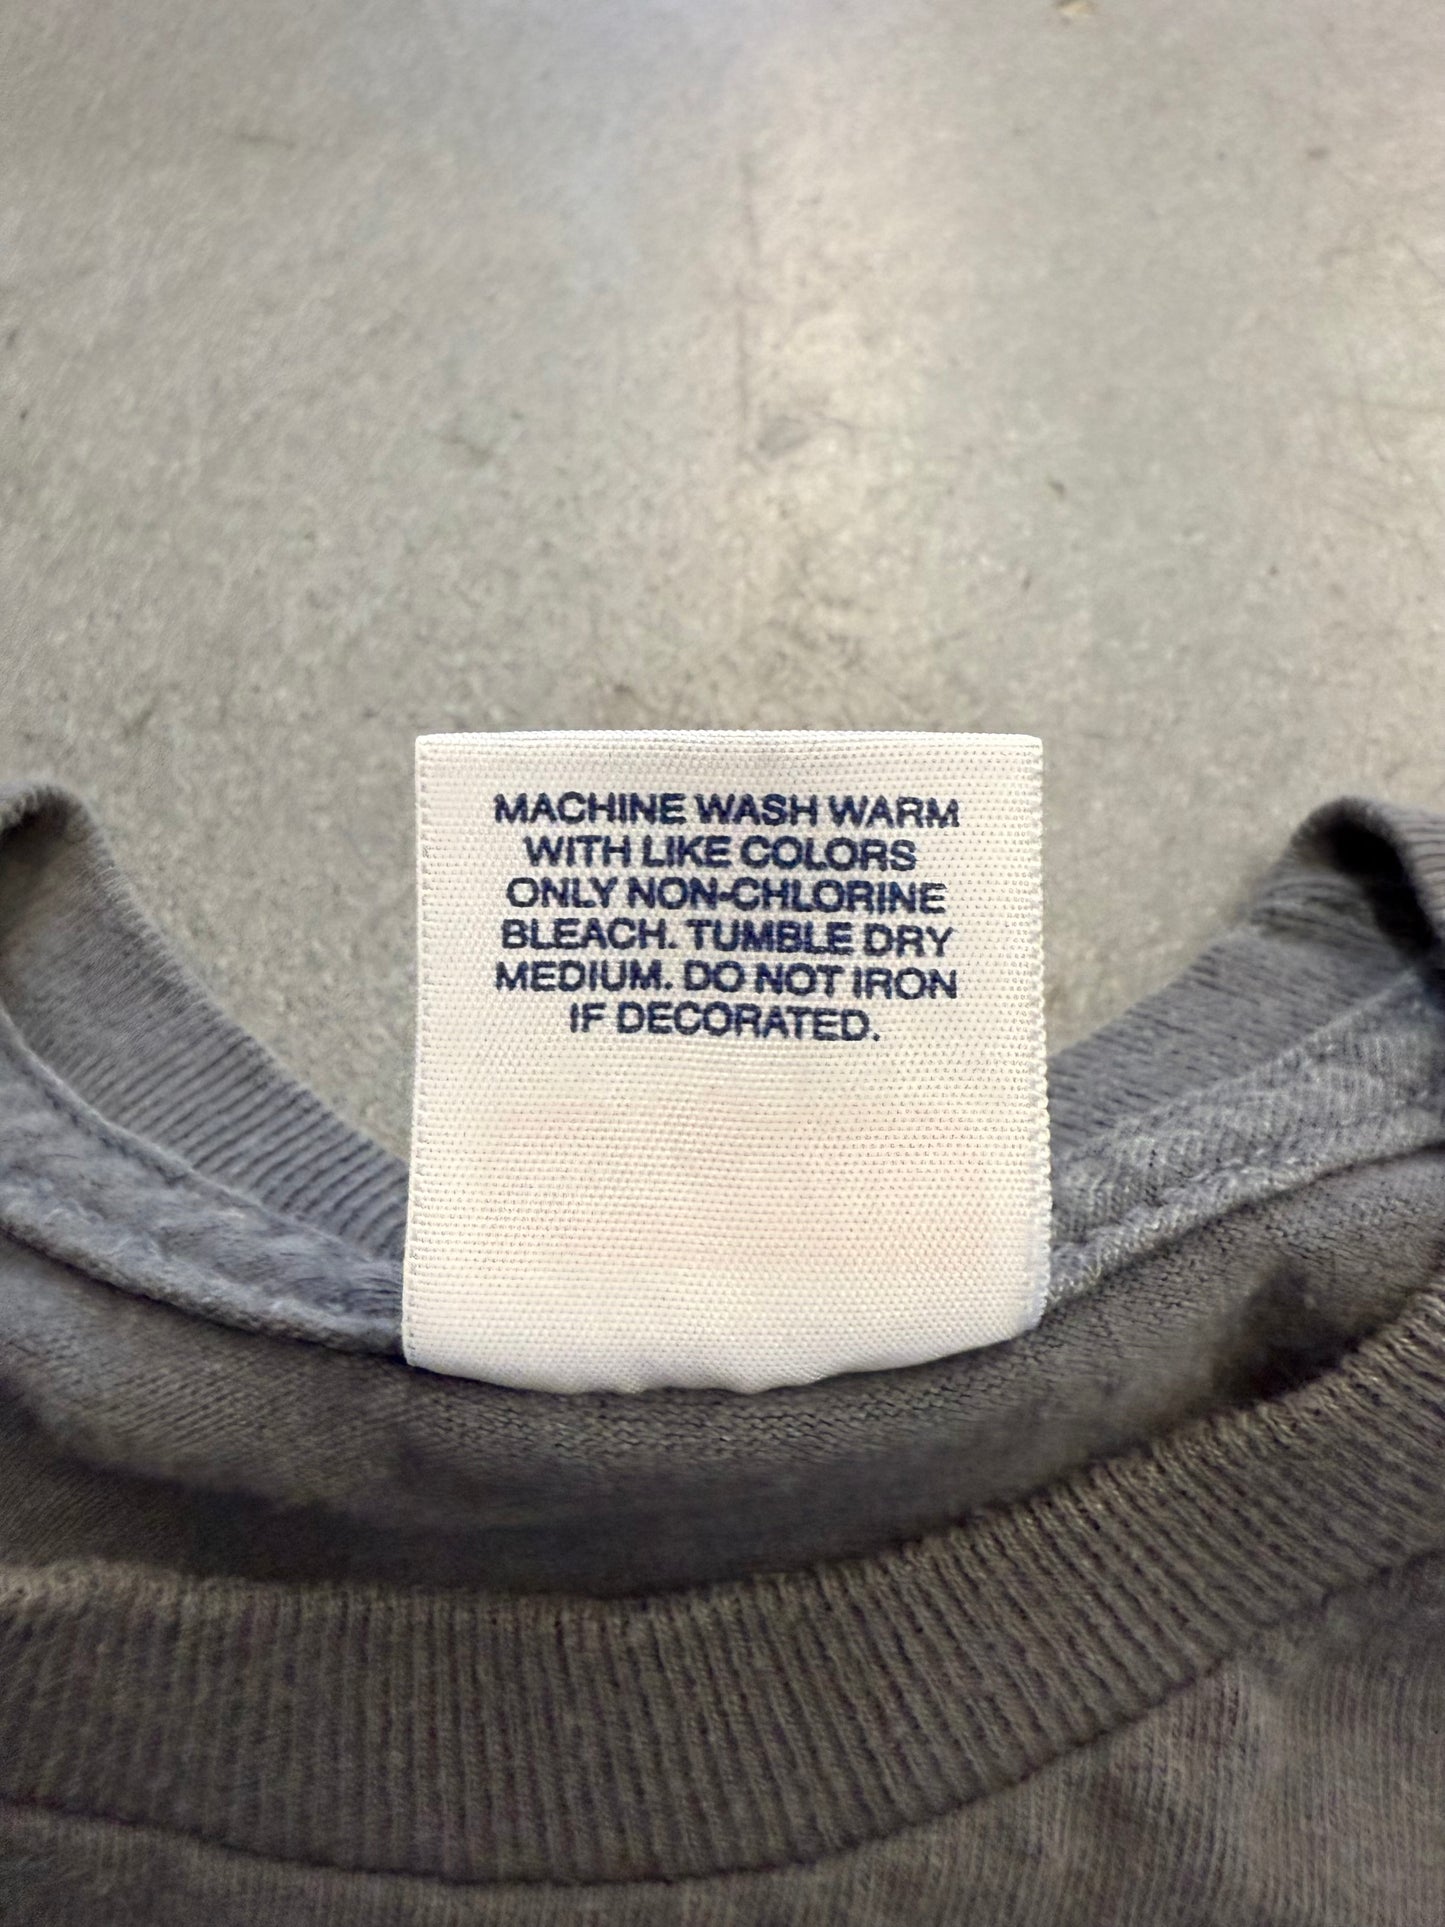 MACHINE WASH WARM
WITH LIKE COLORS
ONLY NON-CHLORINE
BLEACH. TUMBLE DRY
MEDIUM. DO NOT IRON
IF DECORATED.